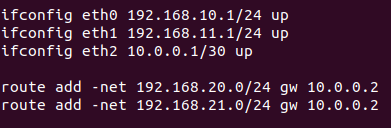 ifconfig eth0 192.168.10.1/24 up
ifconfig eth1 192.168.11.1/24 up
ifconfig eth2 10.0.0.1/30 up
route add -net 192.168.20.0/24 gw 10.0.0.2
route add -net 192.168.21.0/24 gw 10.0.0.2